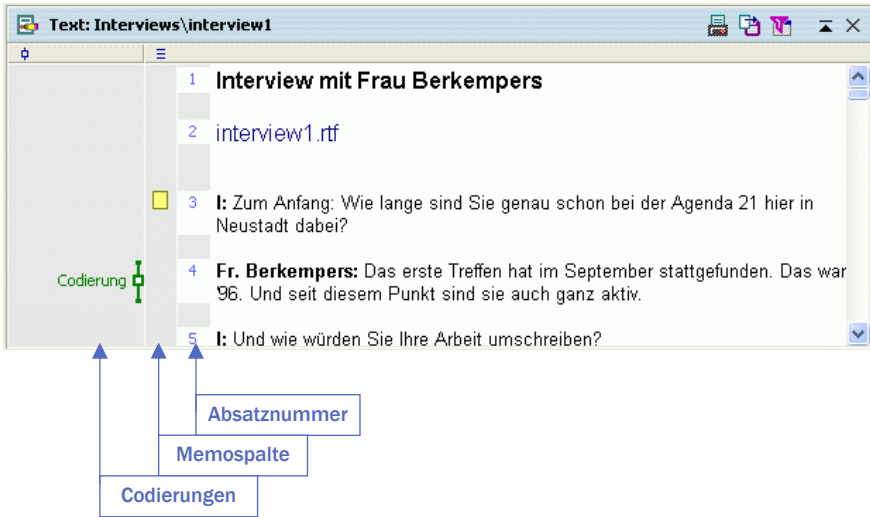 Text: Interviews\interview1
1 Interview mit Frau Berkempers
2 interview1.rtf
3 I: Zum Anfang: Wie lange sind Sie genau schon bei der Agenda 21 hier in
Neustadt dabei?
Codierung
4 Fr. Berkempers: Das erste Treffen hat im September stattgefunden. Das war
'96. Und seit diesem Punkt sind sie auch ganz aktiv.
5 I: Und wie würden Sie Ihre Arbeit umschreiben?
Absatznummer
Memospalte
Codierungen